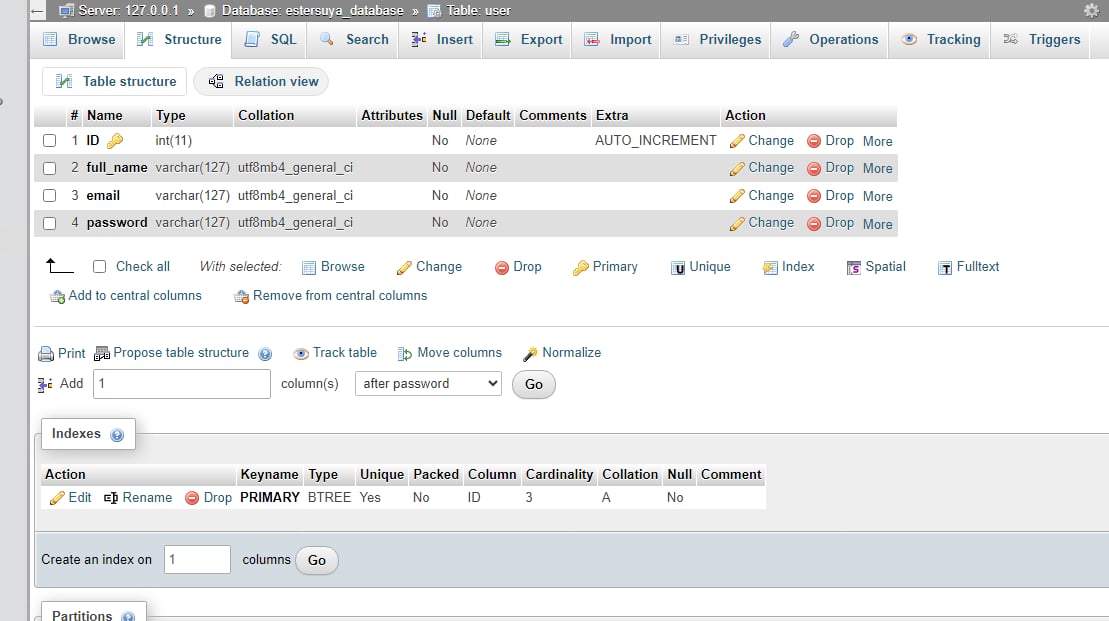 Server: 127.0.0.1 » Database: estersuya_database » Table: user
Browse Structure SQL Search Insert Export Import Privileges Operations Tracking Triggers
Table structure Relation view
# Name Type Collation Attributes Null Default Comments Extra Action
1 ID int(11) No None AUTO_INCREMENT Change Drop More
2 full_name varchar(127) utf8mb4_general_ci No None Change Drop More
3 email varchar(127) utf8mb4_general_ci No None Change Drop More
4 password varchar(127) utf8mb4_general_ci No None Change Drop More
Check all With selected: Browse Change Drop Primary Unique Index Spatial Fulltext
Add to central columns Remove from central columns
Print Propose table structure Track table Move columns Normalize
Add 1 column(s) after password Go
Indexes
Action Keyname Type Unique Packed Column Cardinality Collation Null Comment
Edit Rename Drop PRIMARY BTREE Yes No ID 3 A No
Create an index on 1 columns Go
Partitions